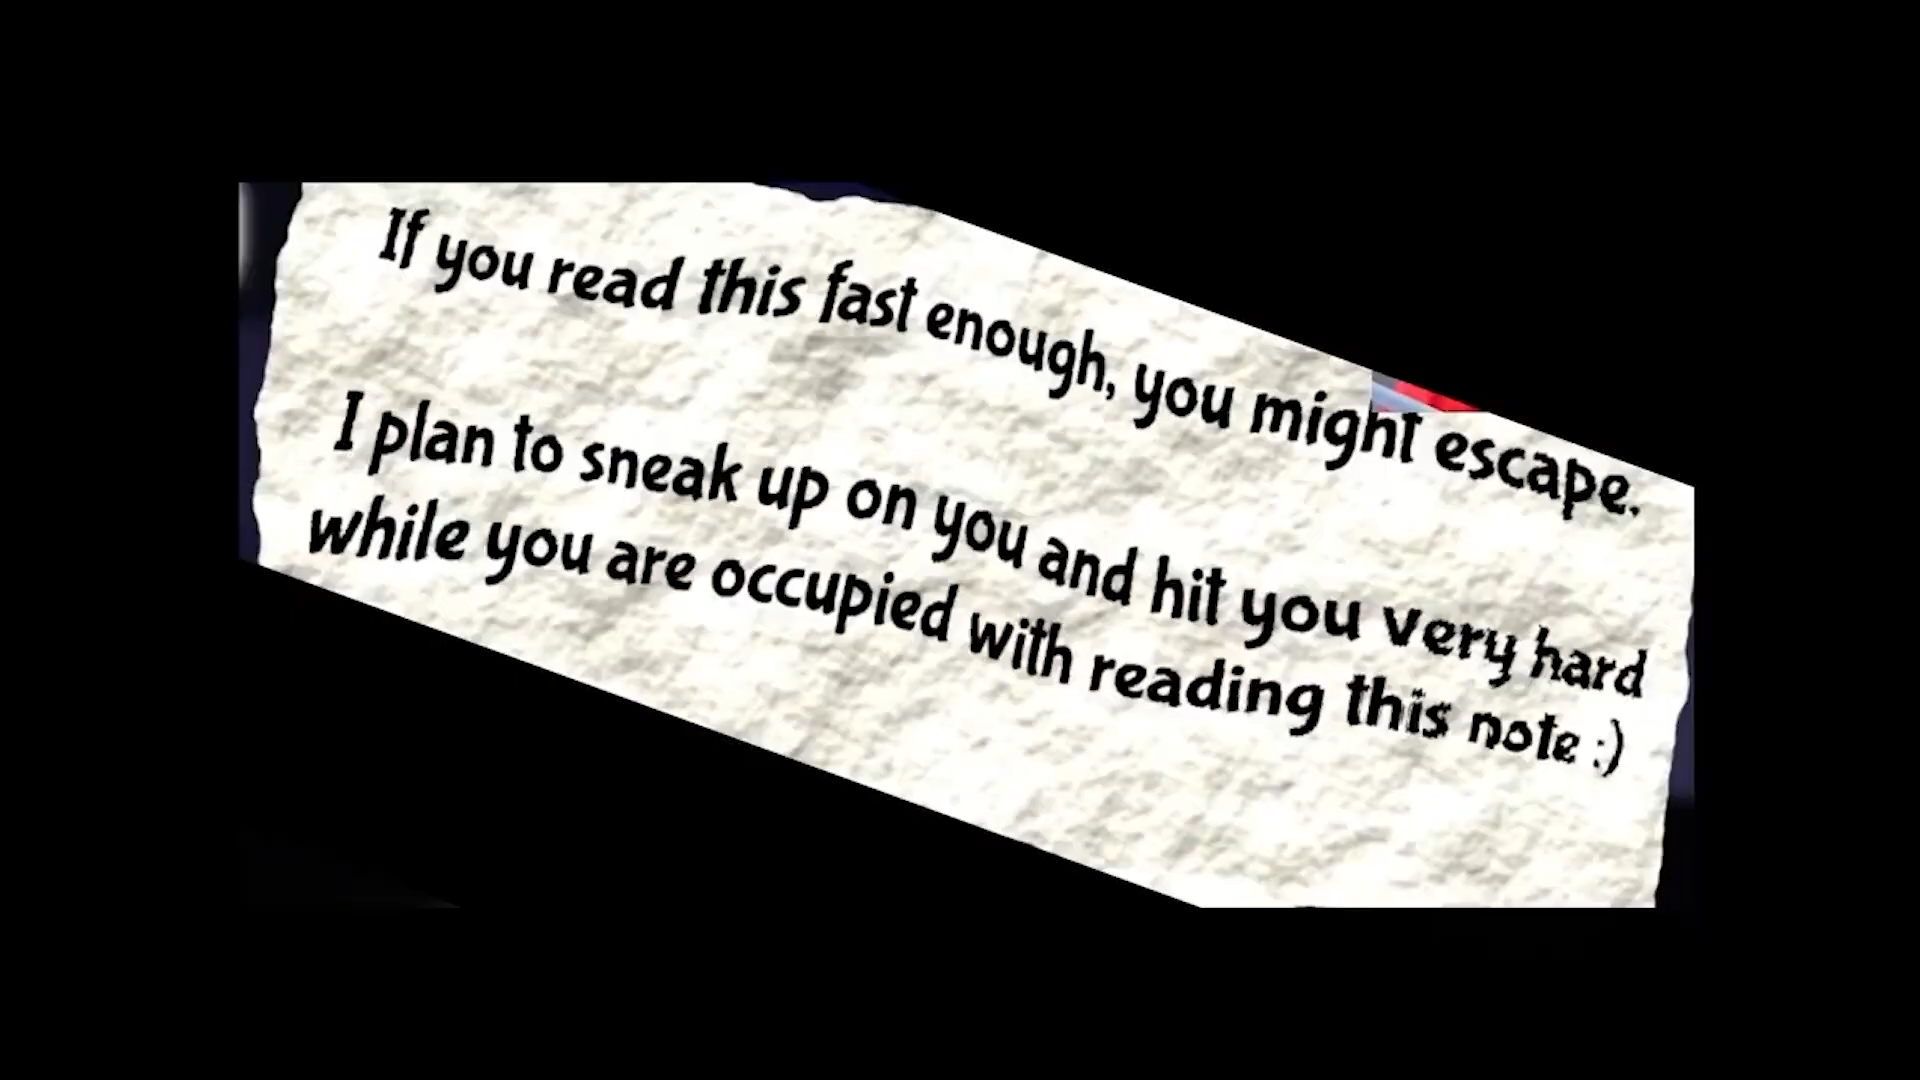 If you read this fast enough, you might escape.
I plan to sneak up on you and hit you very hard
while you are occupied with reading this note :)